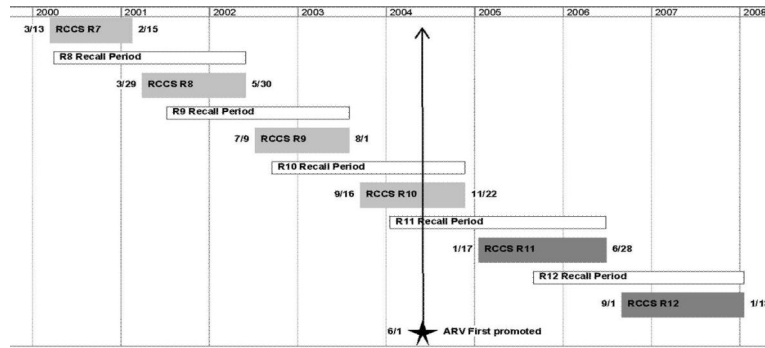 2000 2001 2002 2003 2004 2005 2006 2007 2008
3/13 RCCS R7 2/15
R8 Recall Period
3/29 RCCS R8 5/30
R9 Recall Period
7/9 RCCS R9 8/1
R10 Recall Period
9/16 RCCS R10 11/22
R11 Recall Period
1/17 RCCS R11 6/28
R12 Recall Period
9/1 RCCS R12
6/1 ARV First promoted